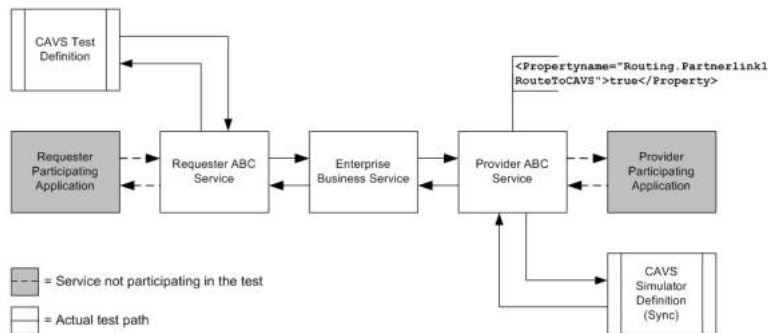 CAVS Test
Definition
<Propertyname="Routing.Partnerlink1
RouteToCAVS">true</Property>
Requester
Participating
Application
Requester ABC
Service
Enterprise
Business Service
Provider ABC
Service
Provider
Participating
Application
= Service not participating in the test
= Actual test path
CAVS
Simulator
Definition
(Sync)